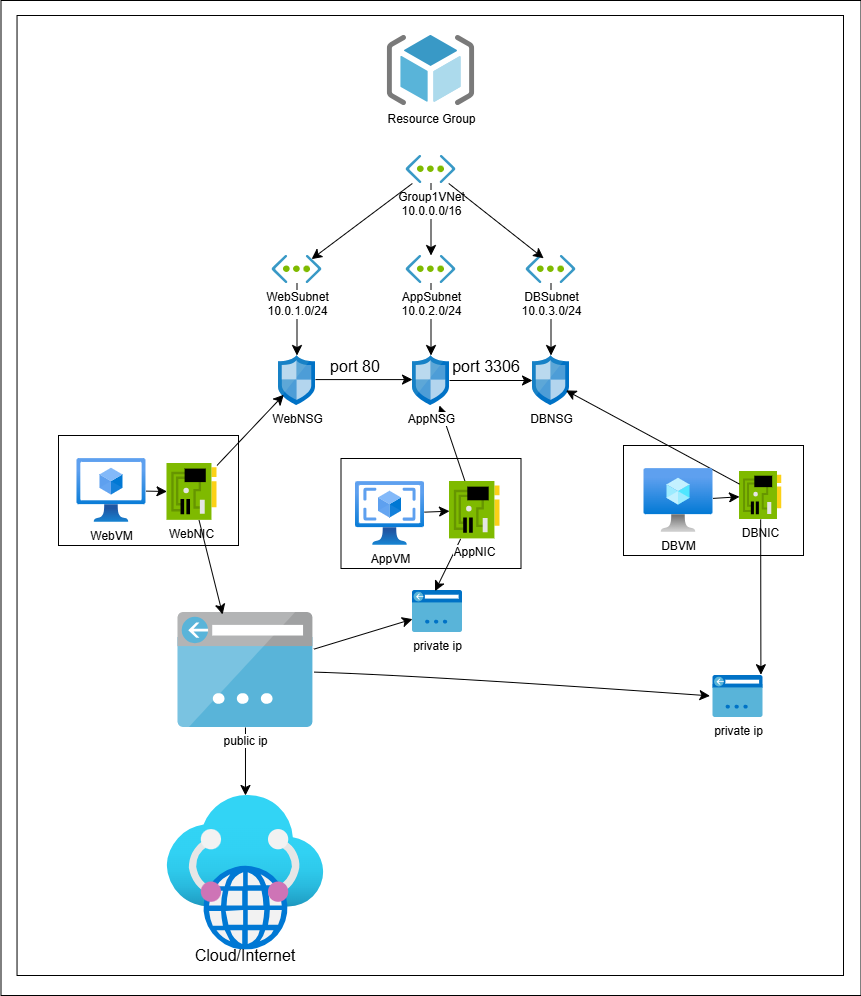 Resource Group
Group1VNet
10.0.0.0/16
WebSubnet
10.0.1.0/24
AppSubnet
10.0.2.0/24
DBSubnet
10.0.3.0/24
port 80
port 3306
WebNSG
AppNSG
DBNSG
WebVM
WebNIC
AppVM
AppNIC
DBVM
DBNIC
private ip
private ip
public ip
Cloud/Internet